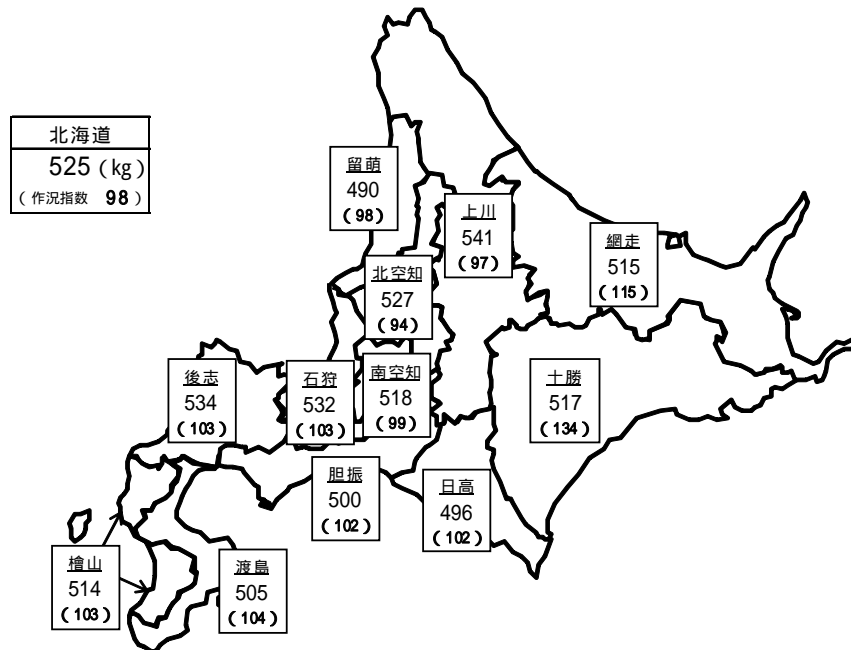 北海道
525 (kg)
( 作況指数 98 )
留萌
490
( 98 )
上川
541
( 97 )
網走
515
( 115 )
北空知
527
( 94 )
後志
534
( 103 )
石狩
532
( 103 )
南空知
518
( 99 )
十勝
517
( 134 )
胆振
500
( 102 )
日高
496
( 102 )
檜山
514
( 103 )
渡島
505
( 104 )